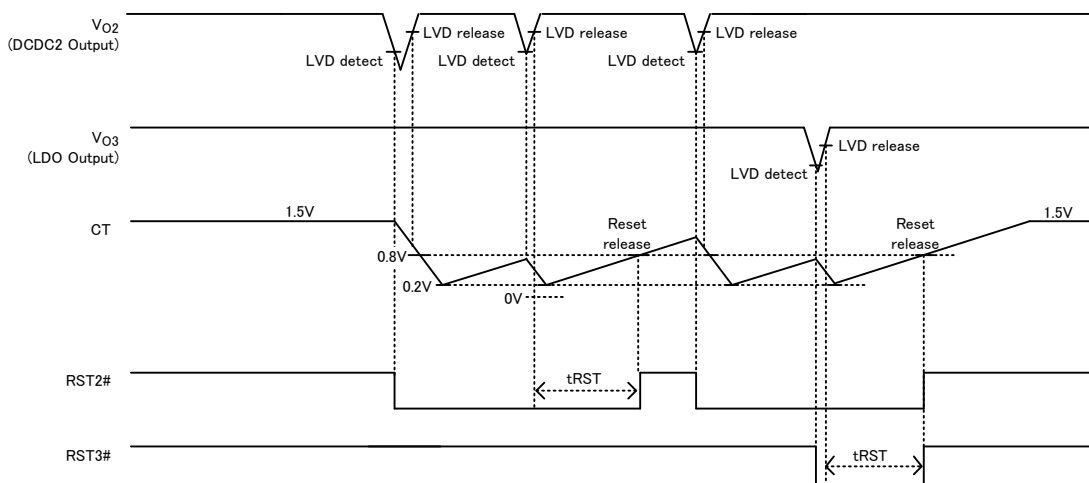 VO2
(DCDC2 Output)
LVD release
LVD release
LVD release
LVD detect
LVD detect
LVD detect
VO3
(LDO Output)
LVD release
LVD detect
1.5V
1.5V
CT
Reset
release
Reset
release
0.8V
0.2V
0V
RST2#
tRST
RST3#
tRST